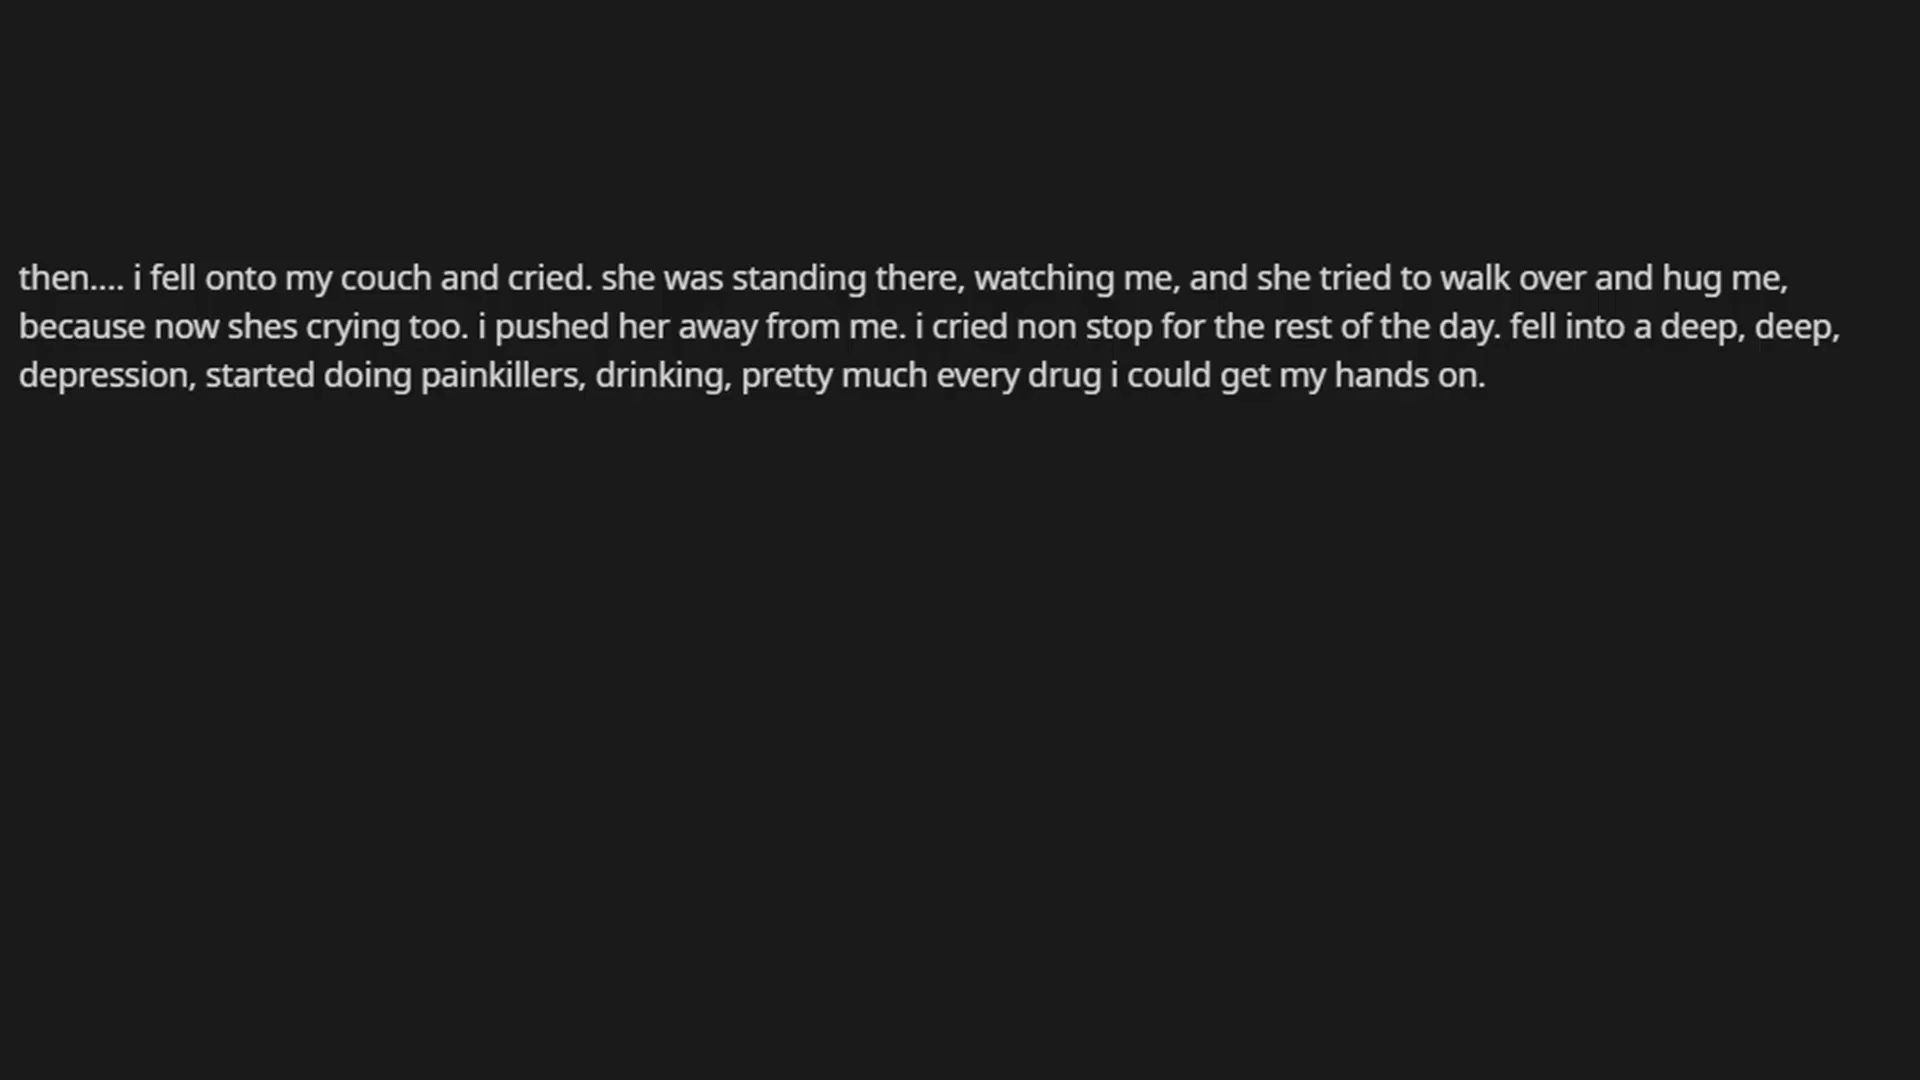 then.... i fell onto my couch and cried. she was standing there, watching me, and she tried to walk over and hug me,
because now shes crying too. i pushed her away from me. i cried non stop for the rest of the day. fell into a deep, deep,
depression, started doing painkillers, drinking, pretty much every drug i could get my hands on.